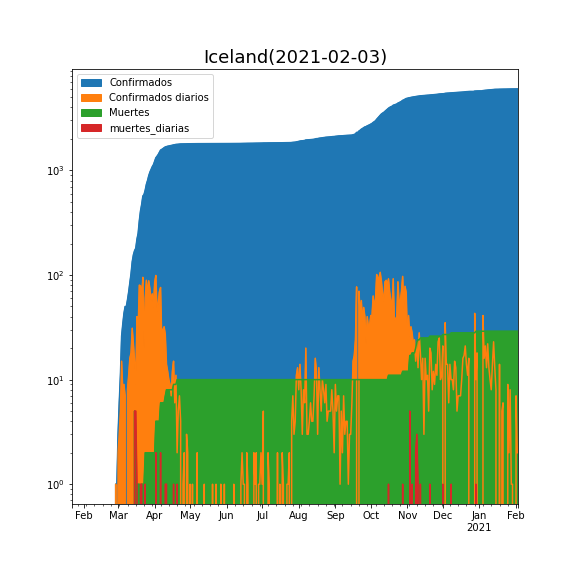 Iceland(2021-02-03)
Confirmados
Confirmados diarios
Muertes
muertes_diarias
10³
10²
10¹
10⁰
Feb Mar Apr May Jun Jul Aug Sep Oct Nov Dec Jan Feb
2021